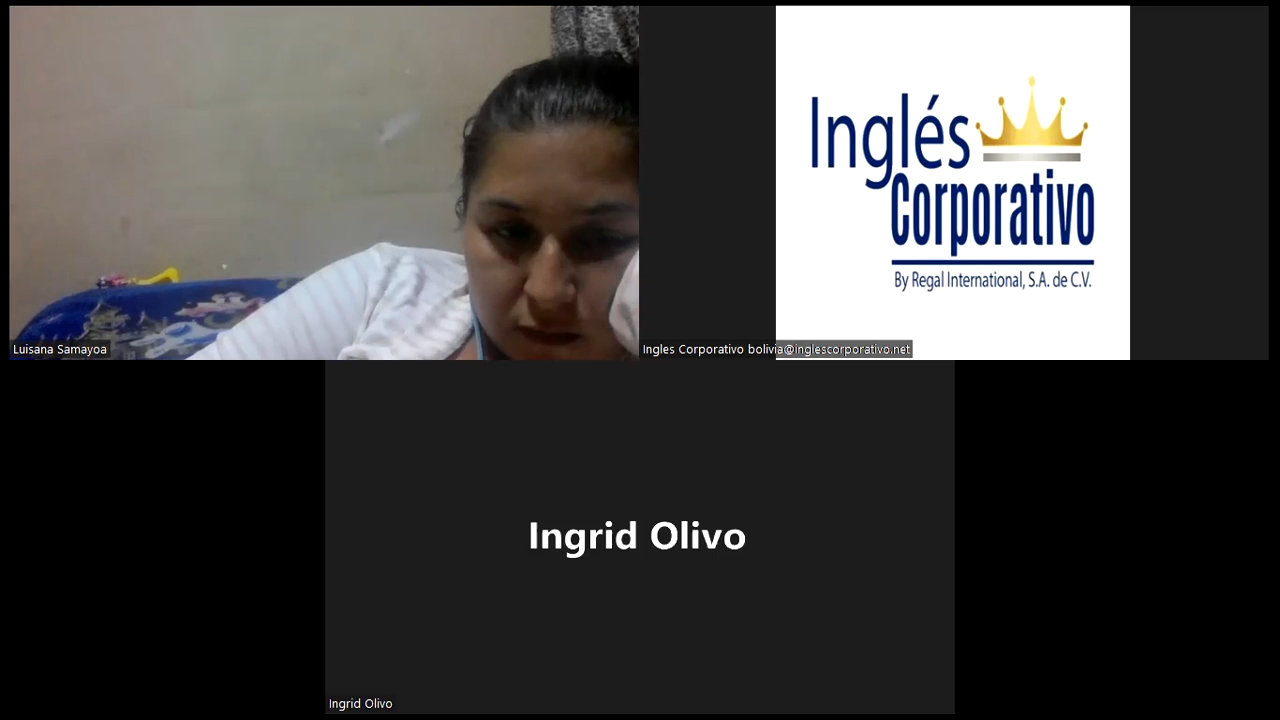 Inglés
Corporativo
By Regal International, S.A. de C.V.
Luisana Samayoa
Ingles Corporativo bolivia@inglescorporativo.net
Ingrid Olivo
Ingrid Olivo